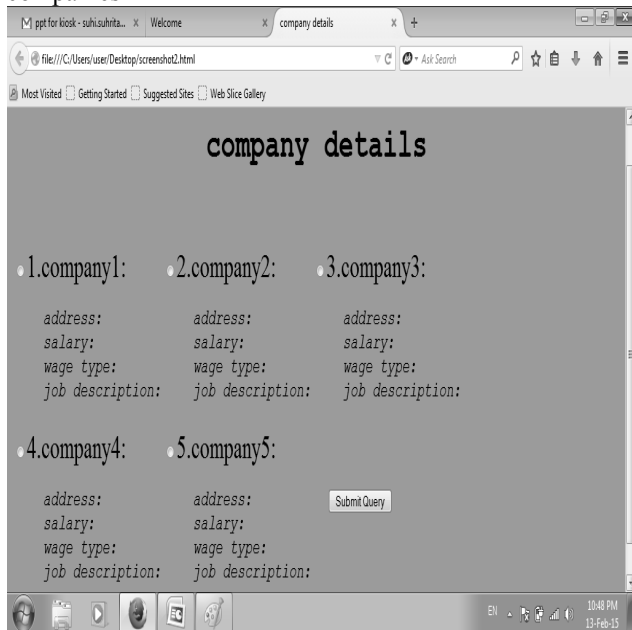 ppt for kiosk - suhi.suhrita... × Welcome × company details × +
file:///C:/Users/user/Desktop/screenshot2.html Ask Search
Most Visited Getting Started Suggested Sites Web Slice Gallery
company details
1.company1: 2.company2: 3.company3:
address: address: address:
salary: salary: salary:
wage type: wage type: wage type:
job description: job description: job description:
4.company4: 5.company5:
address: address: Submit Query
salary: salary:
wage type: wage type:
job description: job description:
EN 10:48 PM
13-Feb-15